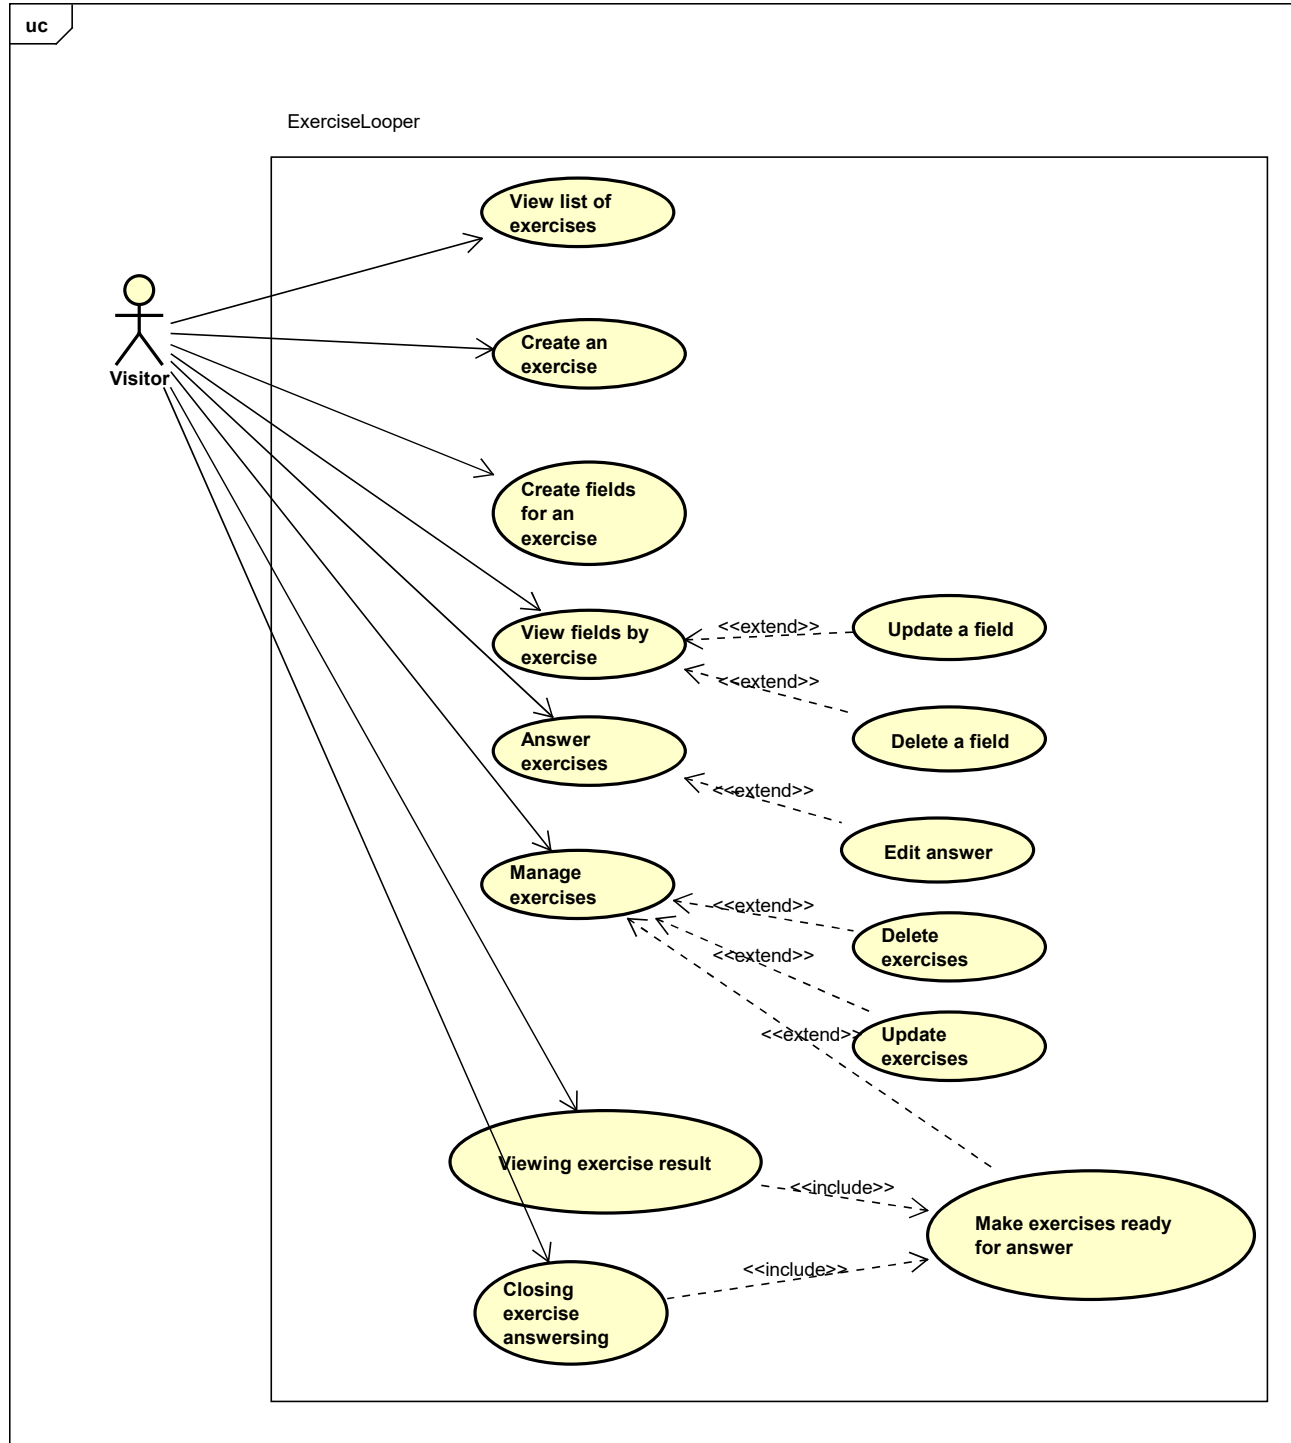 uc
ExerciseLooper
View list of
exercises
Visitor
Create an
exercise
Create fields
for an
exercise
View fields by
exercise
<<extend>>
Update a field
<<extend>>
Delete a field
Answer
exercises
<<extend>>
Edit answer
Manage
exercises
<<extend>>
Delete
exercises
<<extend>>
Update
exercises
<<extend>>
Viewing exercise result
<<include>>
Make exercises ready
for answer
<<include>>
Closing
exercise
answersing